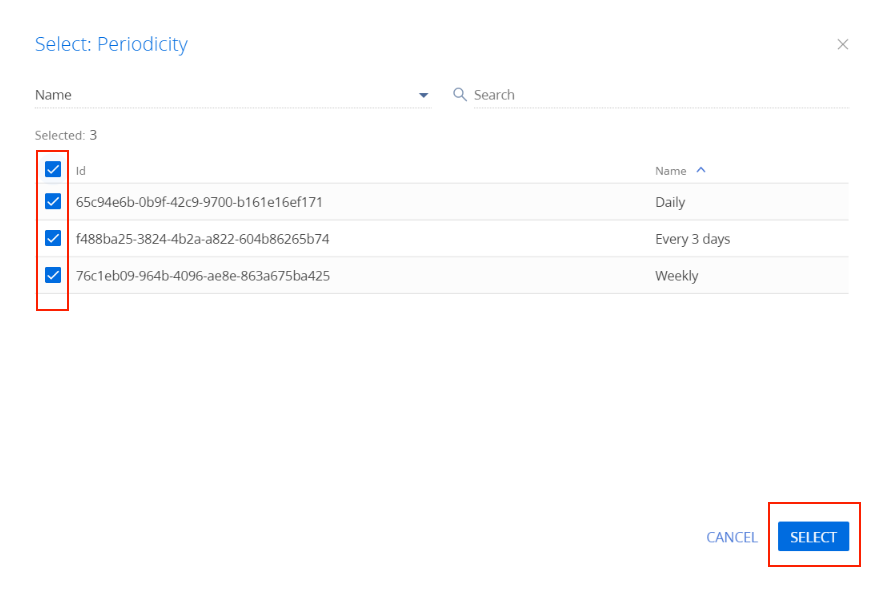 Select: Periodicity
Name Search
Selected: 3
Id Name
65c94e6b-0b9f-42c9-9700-b161e16ef171 Daily
f488ba25-3824-4b2a-a822-604b86265b74 Every 3 days
76c1eb09-964b-4096-ae8e-863a675ba425 Weekly
CANCEL SELECT